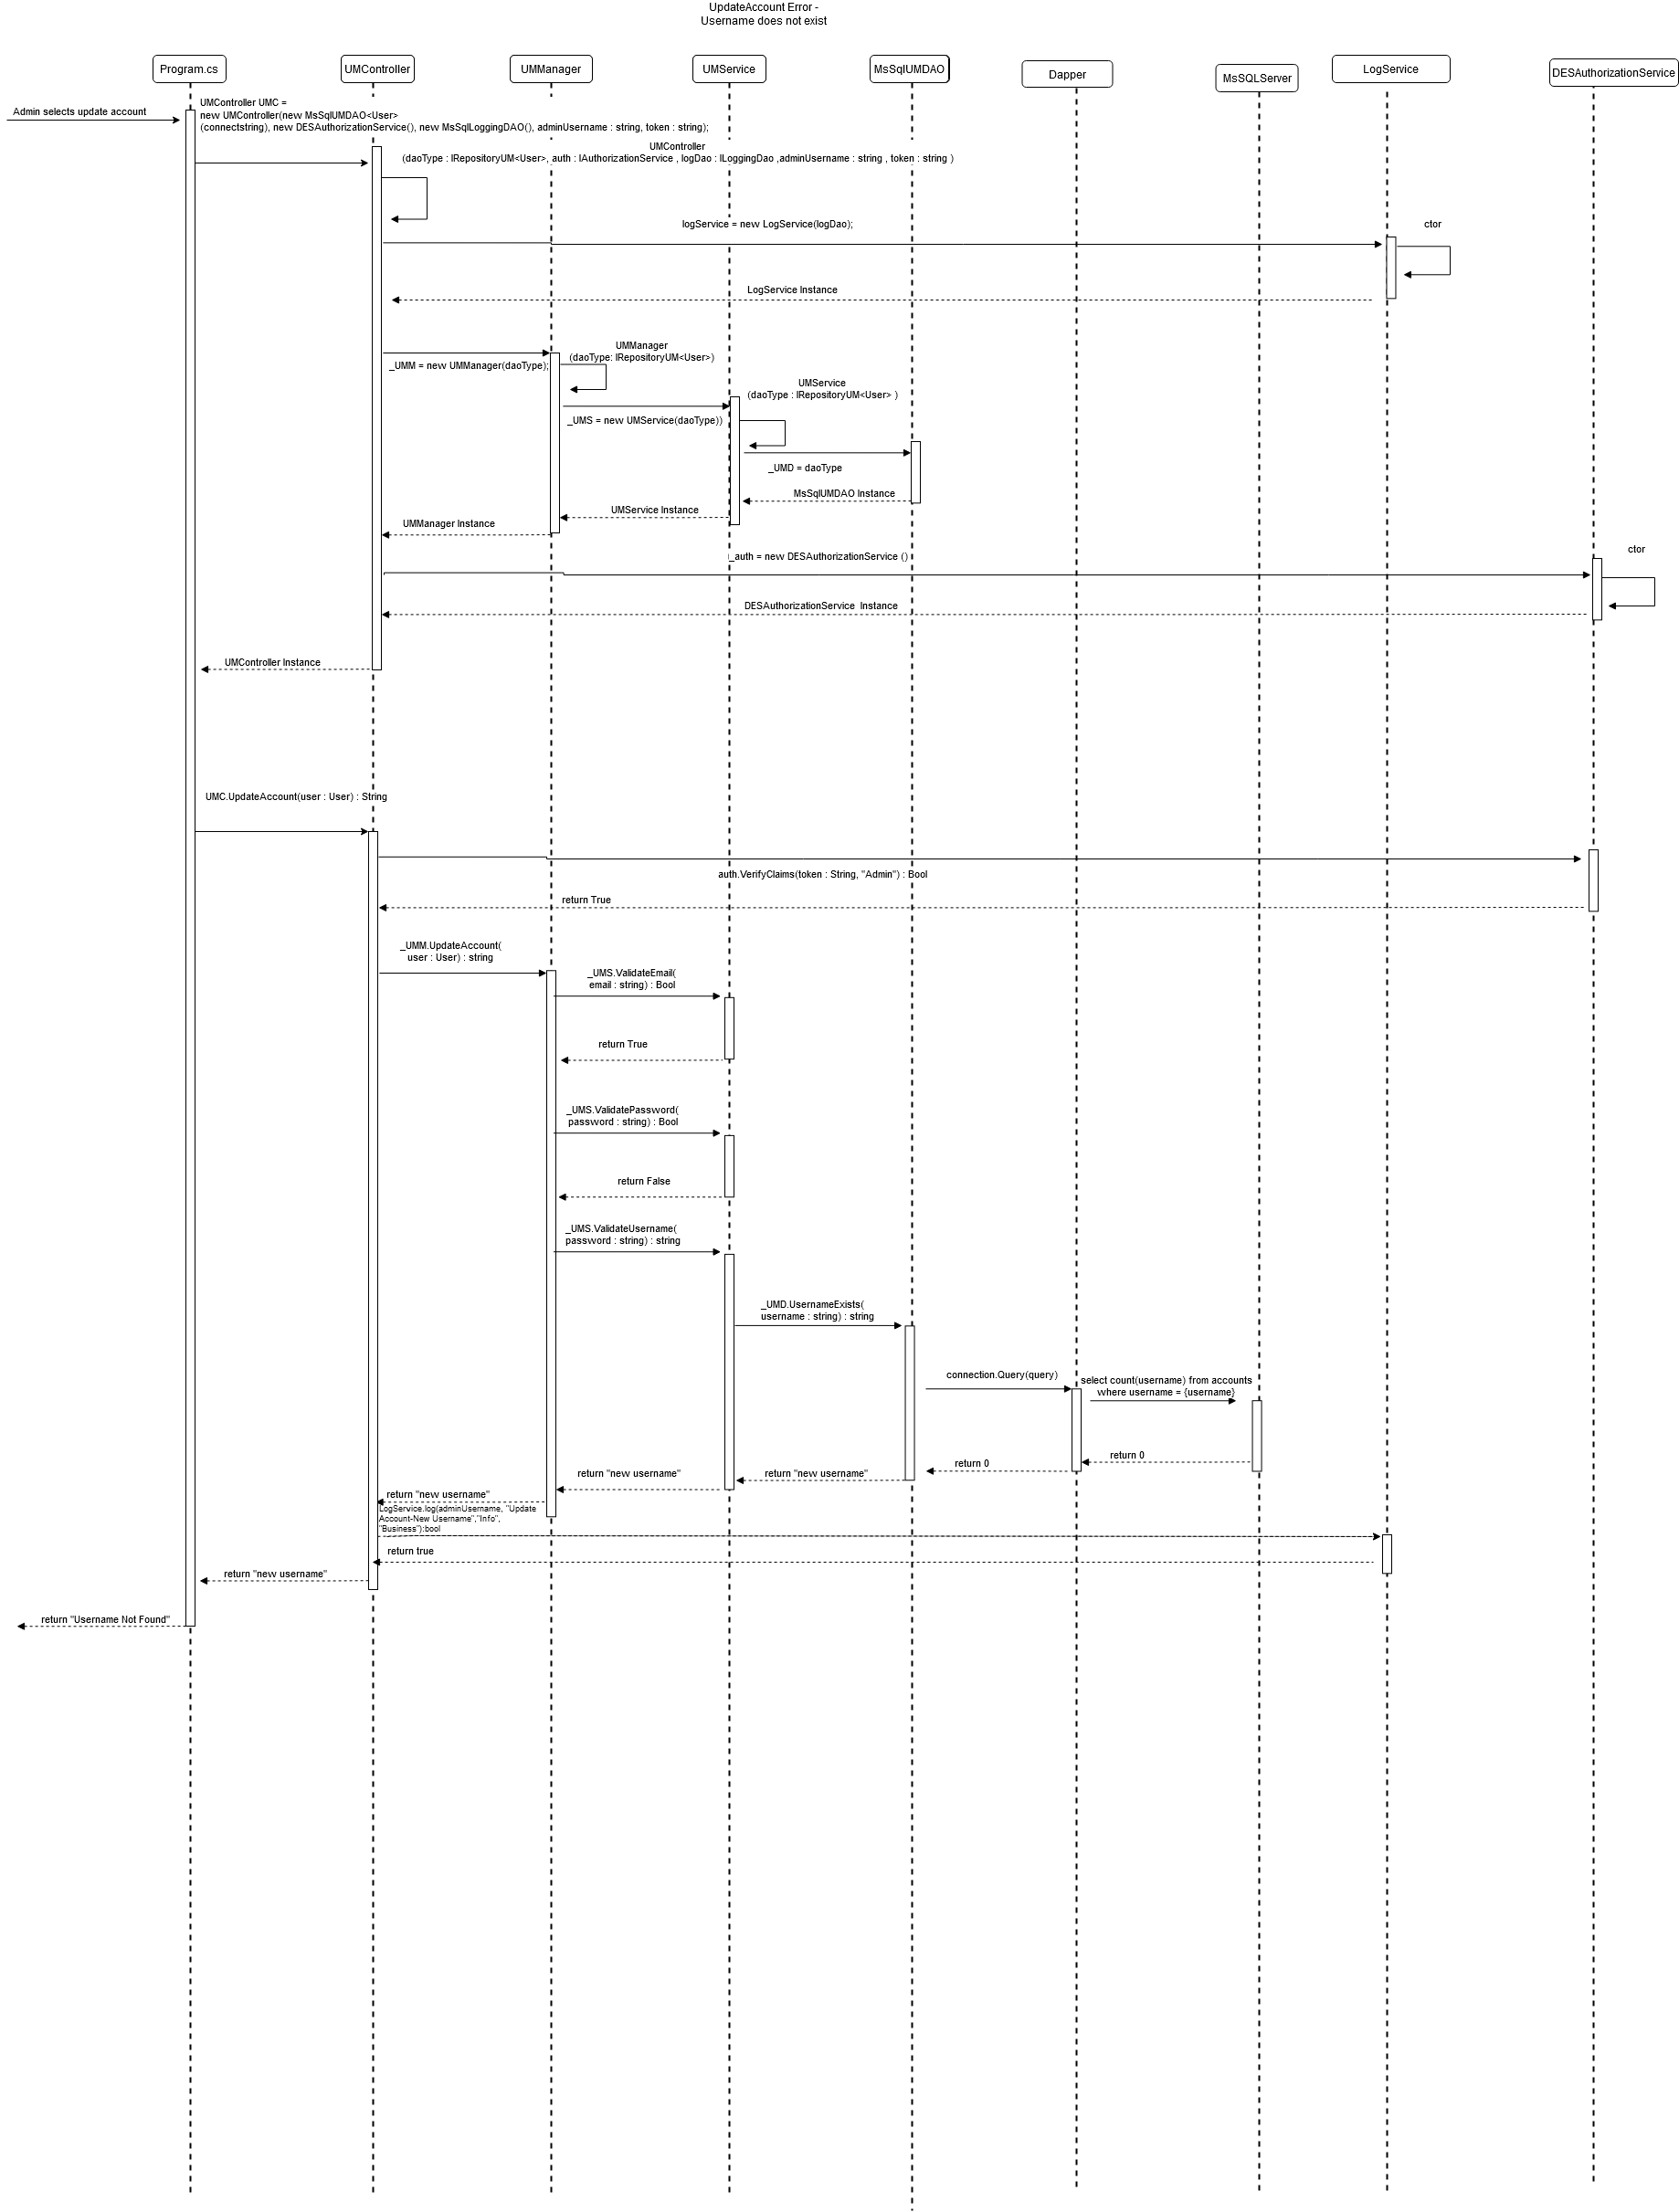 UpdateAccount Error -
Username does not exist
Program.cs
UMController
UMManager
UMService
MsSqlUMDAO
Dapper
MsSQLServer
LogService
DESAuthorizationService
Admin selects update account
UMController UMC =
new UMController(new MsSqlUMDAO<User>
(connectstring), new DESAuthorizationService(), new MsSqlLoggingDAO(), adminUsername : string, token : string);
UMController
(daoType : IRepositoryUM<User>, auth : IAuthorizationService , logDao : ILoggingDao ,adminUsername : string , token : string )
logService = new LogService(logDao);
ctor
LogService Instance
_UMM = new UMManager(daoType);
UMManager
(daoType: IRepositoryUM<User>)
UMService
(daoType : IRepositoryUM<User> )
_UMS = new UMService(daoType))
_UMD = daoType
MsSqlUMDAO Instance
UMService Instance
UMManager Instance
_auth = new DESAuthorizationService ()
ctor
DESAuthorizationService Instance
UMController Instance
UMC.UpdateAccount(user : User) : String
auth.VerifyClaims(token : String, "Admin") : Bool
return True
_UMM.UpdateAccount(
user : User) : string
_UMS.ValidateEmail(
email : string) : Bool
return True
_UMS.ValidatePassword(
password : string) : Bool
return False
_UMS.ValidateUsername(
password : string) : string
_UMD.UsernameExists(
username : string) : string
connection.Query(query)
select count(username) from accounts
where username = {username}
return 0
return 0
return "new username"
return "new username"
return "new username"
LogService.log(adminUsername, "Update
Account-New Username","Info",
"Business"):bool
return true
return "new username"
return "Username Not Found"